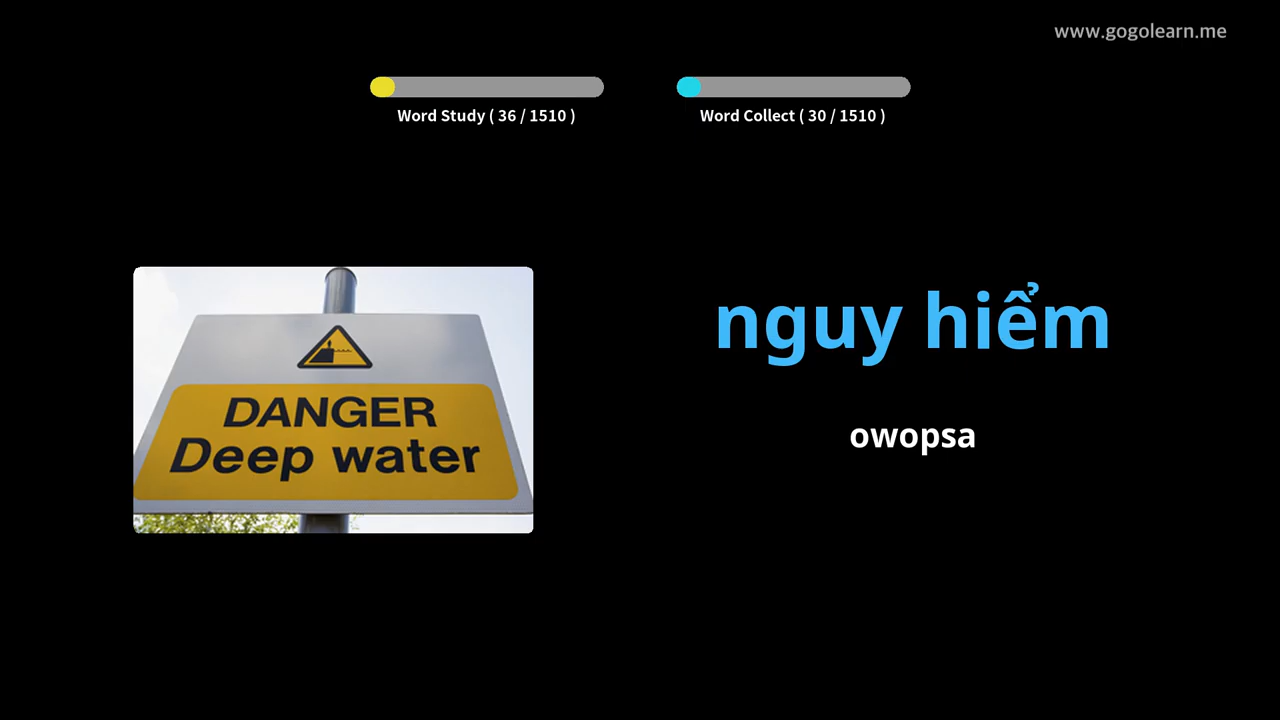 www.gogolearn.me
Word Study ( 36 / 1510 )
Word Collect ( 30 / 1510 )
DANGER
Deep water
nguy hiểm
owopsa